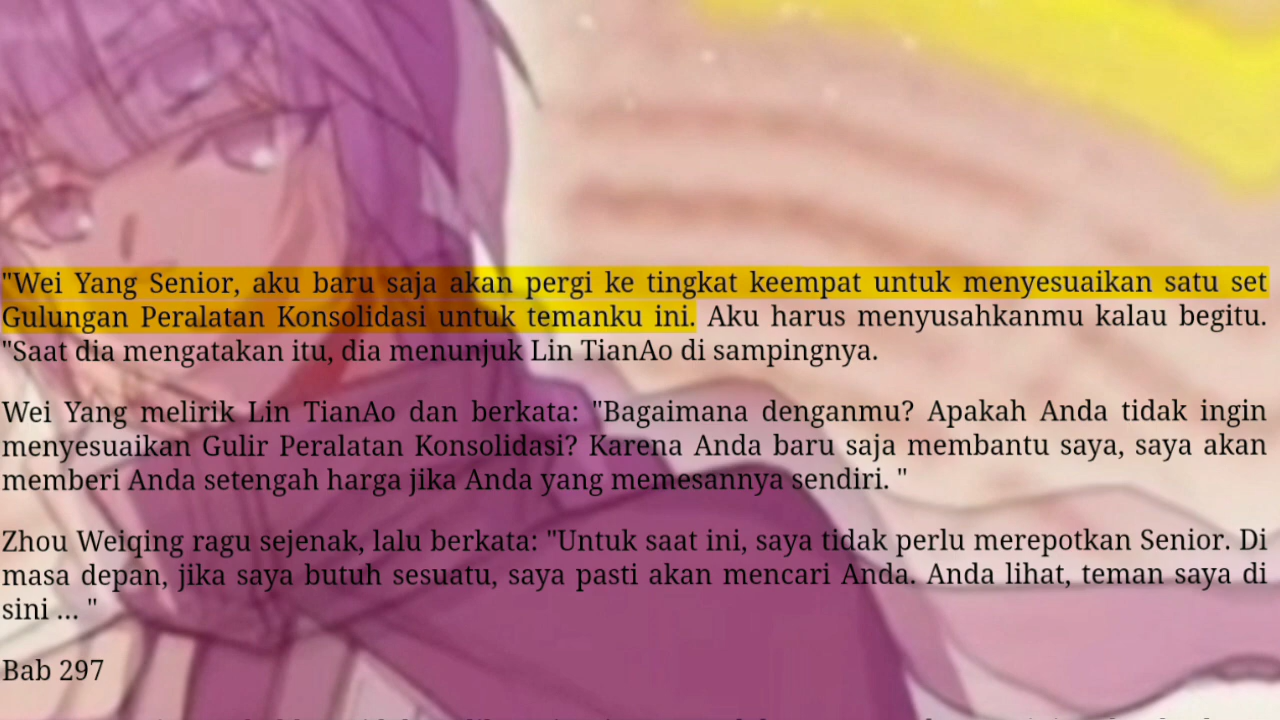 "Wei Yang Senior, aku baru saja akan pergi ke tingkat keempat untuk menyesuaikan satu set
Gulungan Peralatan Konsolidasi untuk temanku ini. Aku harus menyusahkanmu kalau begitu.
"Saat dia mengatakan itu, dia menunjuk Lin TianAo di sampingnya.
Wei Yang melirik Lin TianAo dan berkata: "Bagaimana denganmu? Apakah Anda tidak ingin
menyesuaikan Gulir Peralatan Konsolidasi? Karena Anda baru saja membantu saya, saya akan
memberi Anda setengah harga jika Anda yang memesannya sendiri. "
Zhou Weiqing ragu sejenak, lalu berkata: "Untuk saat ini, saya tidak perlu merepotkan Senior. Di
masa depan, jika saya butuh sesuatu, saya pasti akan mencari Anda. Anda lihat, teman saya di
sini ... "
Bab 297